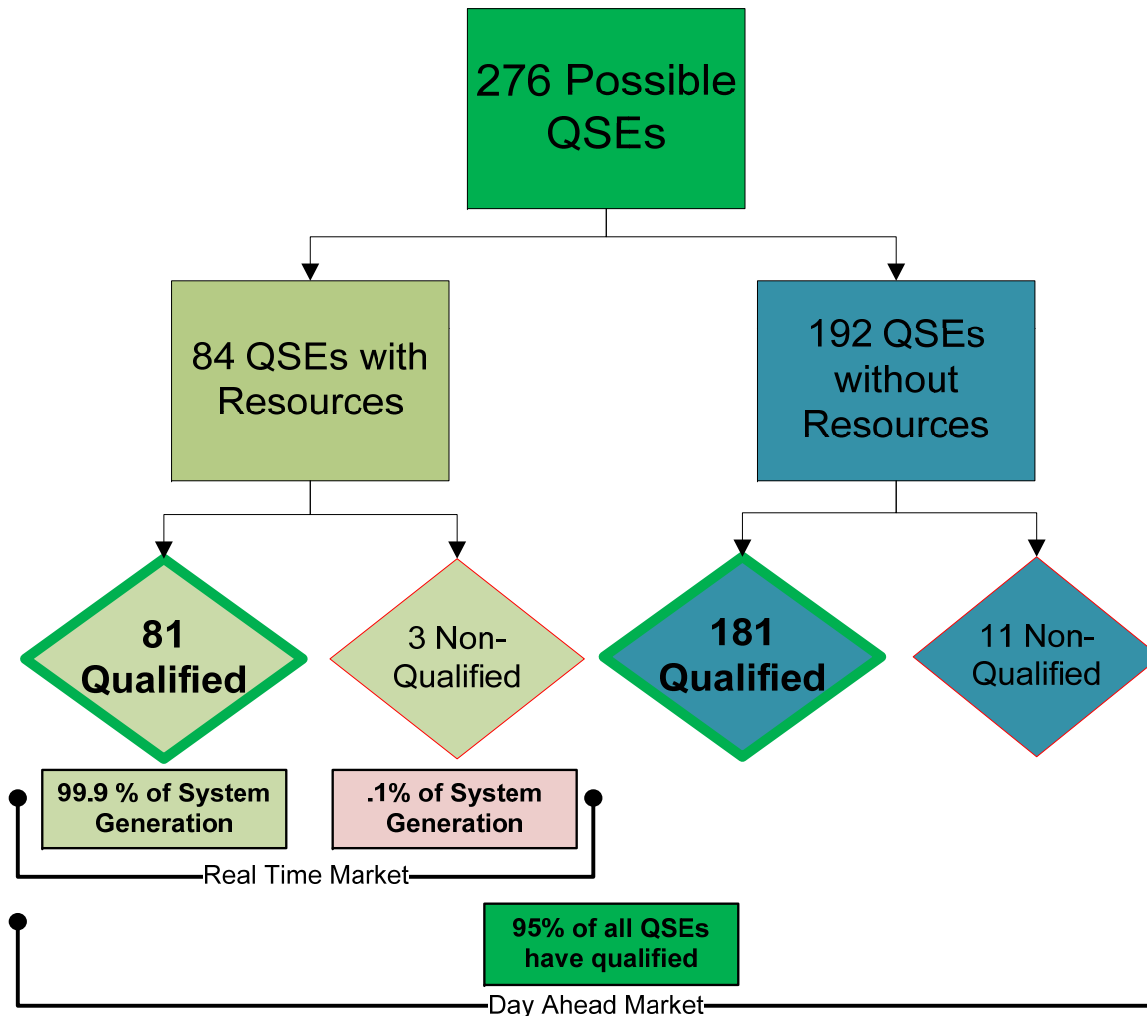 276 Possible
QSEs
84 QSEs with
Resources
192 QSEs
without
Resources
81
Qualified
3 Non-
Qualified
181
Qualified
11 Non-
Qualified
99.9 % of System
Generation
.1% of System
Generation
Real Time Market
95% of all QSEs
have qualified
Day Ahead Market